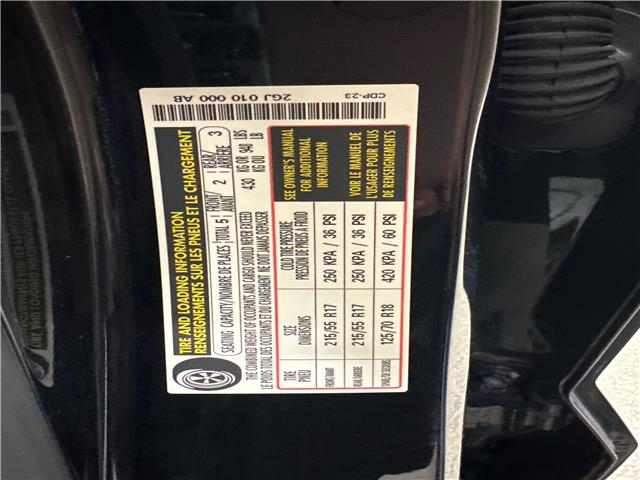 TIRE AND LOADING INFORMATION
RENSEIGNEMENTS SUR LES PNEUS ET LE CHARGEMENT
SEATING CAPACITY/NOMBRE DE PLACES TOTAL 5 FRONT/AVANT 2 REAR/ARRIÈRE 3
THE COMBINED WEIGHT OF OCCUPANTS AND CARGO SHOULD NEVER EXCEED 430 KG OR 948 LBS
LE POIDS TOTAL DES OCCUPANTS ET DU CHARGEMENT NE DOIT JAMAIS DEPASSER KG OU LB
TIRE PNEU SIZE DIMENSIONS COLD TIRE PRESSURE PRESSION DE PNEUS A FROID
FRONT/AVANT 215/55 R17 250 KPA / 36 PSI
REAR/ARRIERE 215/55 R17 250 KPA / 36 PSI
SPARE/DE SECOURS 125/70 R18 420 KPA / 60 PSI
SEE OWNER'S MANUAL
FOR ADDITIONAL
INFORMATION
VOIR LE MANUEL DE
L'USAGER POUR PLUS
DE RENSEIGNEMENTS
2GJ 010 000 AB
CDP-23